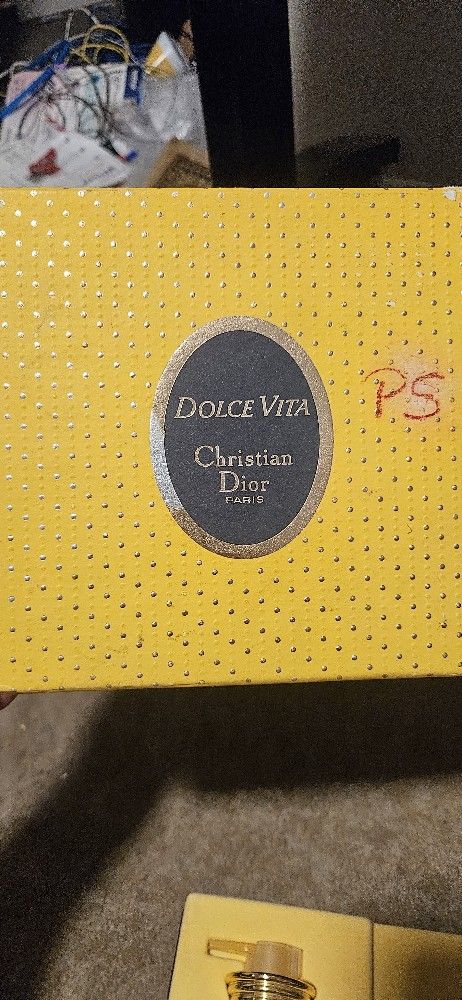 DOLCE VITA
PS
Christian
Dior
PARIS